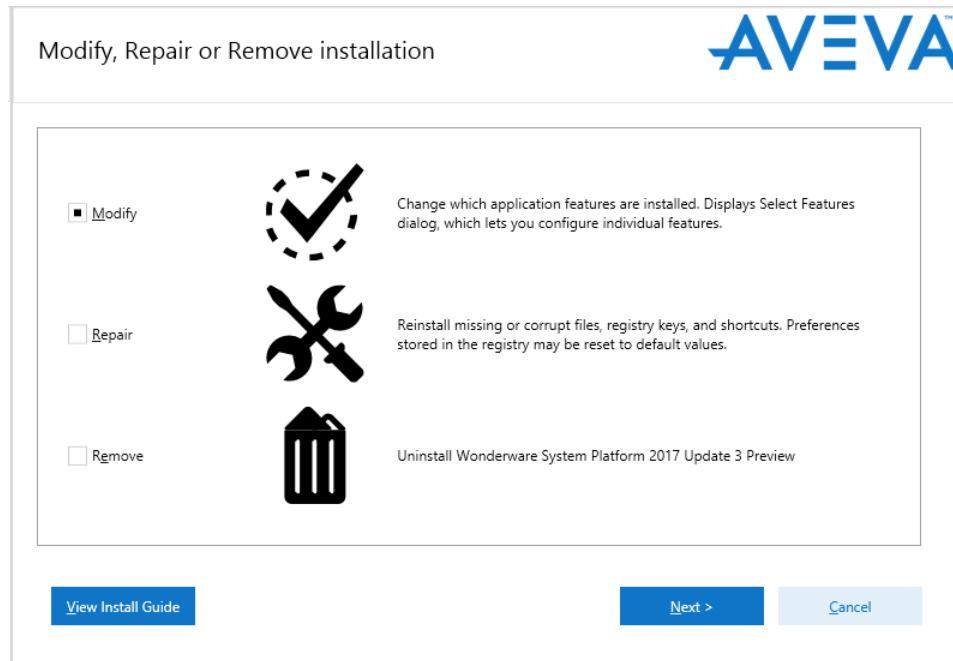 Modify, Repair or Remove installation
AVEVA™
Modify
Change which application features are installed. Displays Select Features
dialog, which lets you configure individual features.
Repair
Reinstall missing or corrupt files, registry keys, and shortcuts. Preferences
stored in the registry may be reset to default values.
Remove
Uninstall Wonderware System Platform 2017 Update 3 Preview
View Install Guide
Next >
Cancel